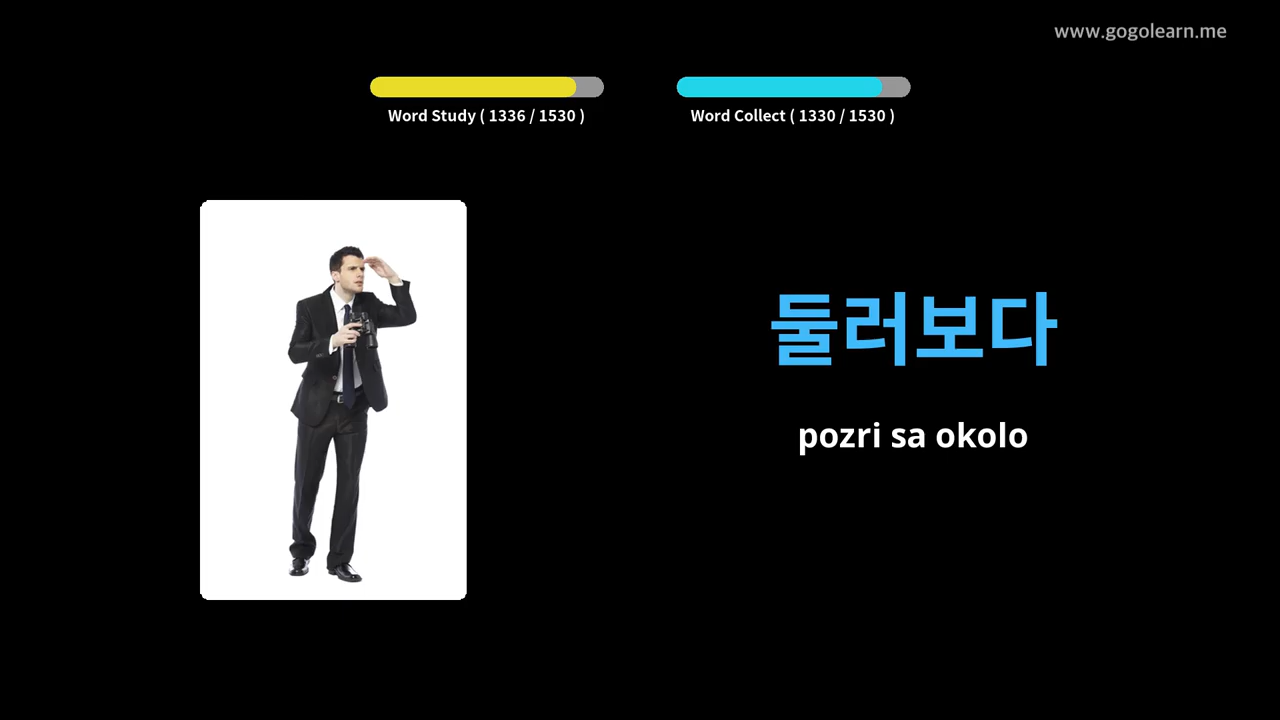 www.gogolearn.me
Word Study ( 1336 / 1530 )
Word Collect ( 1330 / 1530 )
둘러보다
pozri sa okolo